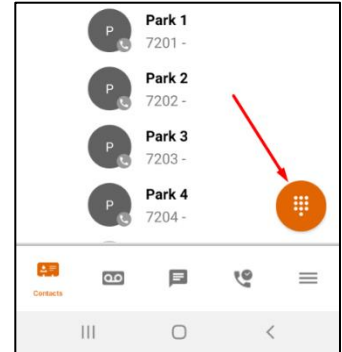 P
Park 1
7201 -
P
Park 2
7202 -
P
Park 3
7203 -
P
Park 4
7204 -
Contacts